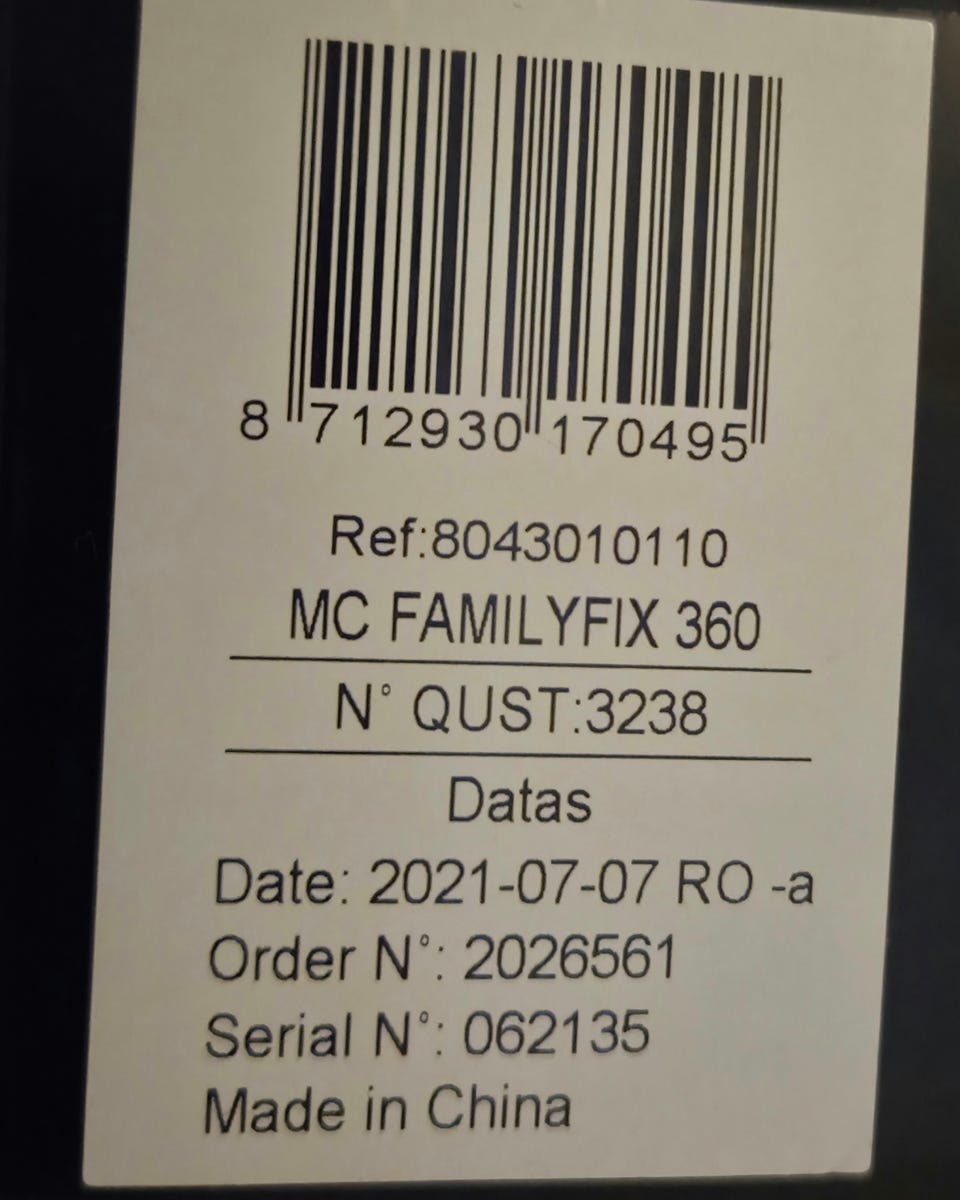 8 712930 170495
Ref:8043010110
MC FAMILYFIX 360
N° QUST:3238
Datas
Date: 2021-07-07 RO -a
Order N°: 2026561
Serial N°: 062135
Made in China